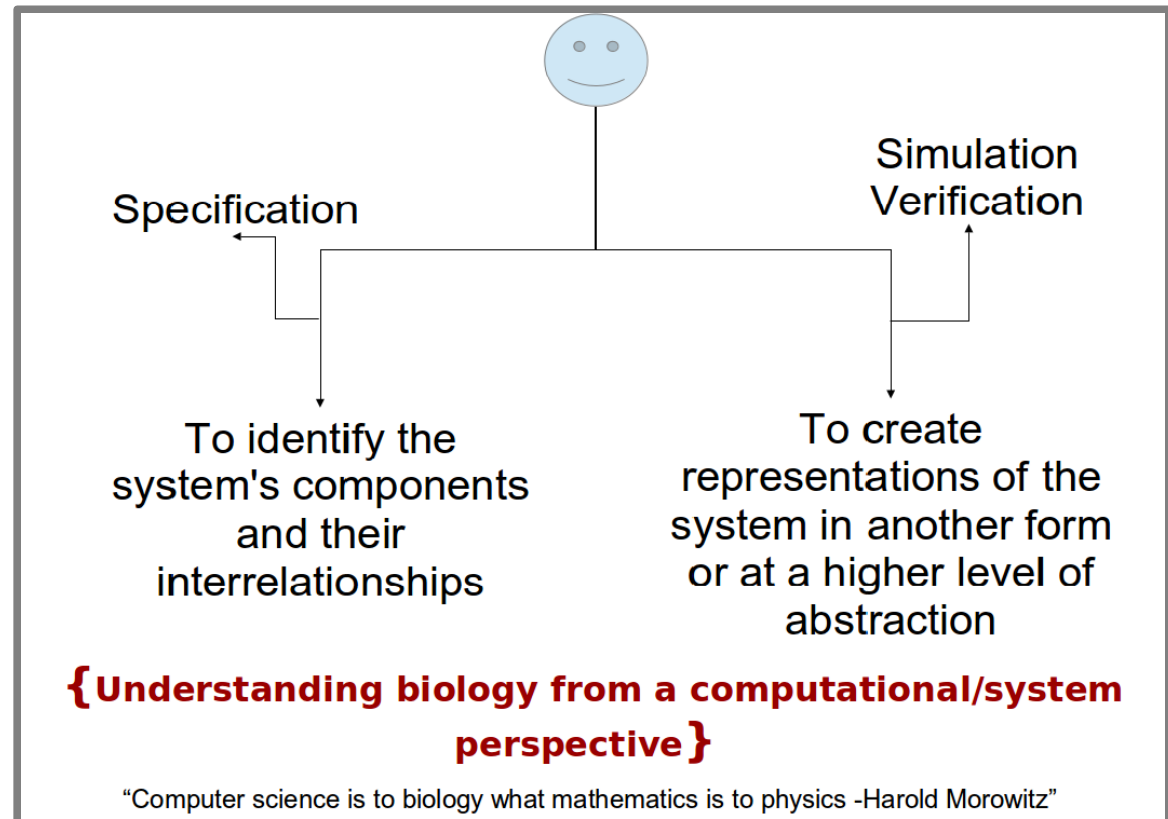 Specification
Simulation
Verification
To identify the
system's components
and their
interrelationships
To create
representations of the
system in another form
or at a higher level of
abstraction
{Understanding biology from a computational/system
perspective}
“Computer science is to biology what mathematics is to physics -Harold Morowitz”